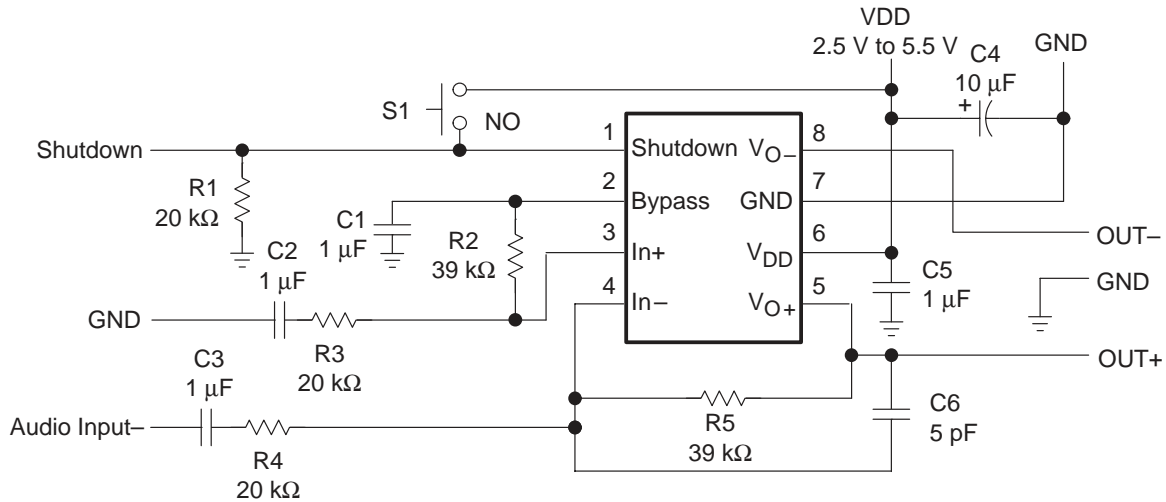 VDD
2.5 V to 5.5 V
GND
C4
10 µF
+
S1
NO
Shutdown
1
Shutdown
VO−
8
R1
20 kΩ
2
Bypass
GND
7
C1
1 µF
R2
39 kΩ
3
In+
VDD
6
OUT−
C2
1 µF
4
In−
VO+
5
C5
1 µF
GND
GND
R3
20 kΩ
OUT+
C3
1 µF
Audio Input−
R4
20 kΩ
R5
39 kΩ
C6
5 pF